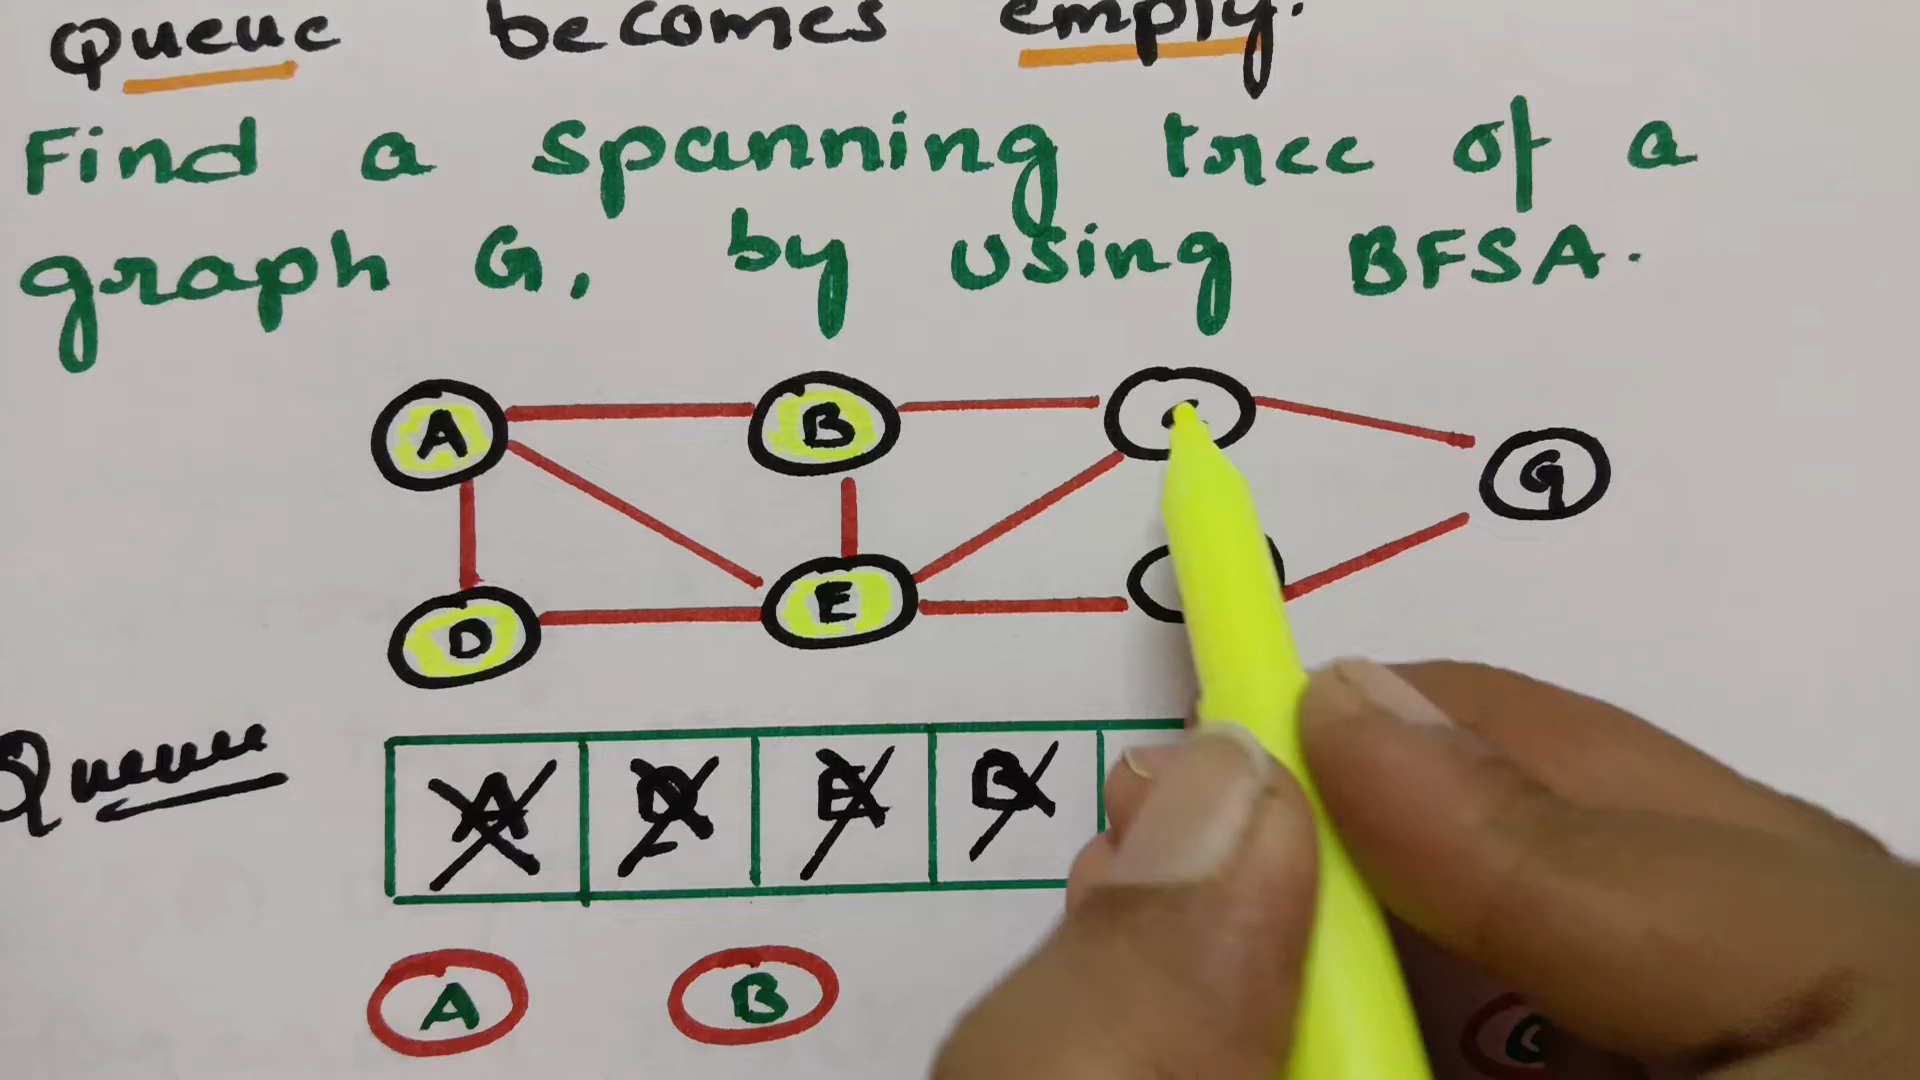 Queue becomes empty.
Find a spanning tree of a
graph G, by using BFSA.
A B G
D E
Queue A D E B
A B